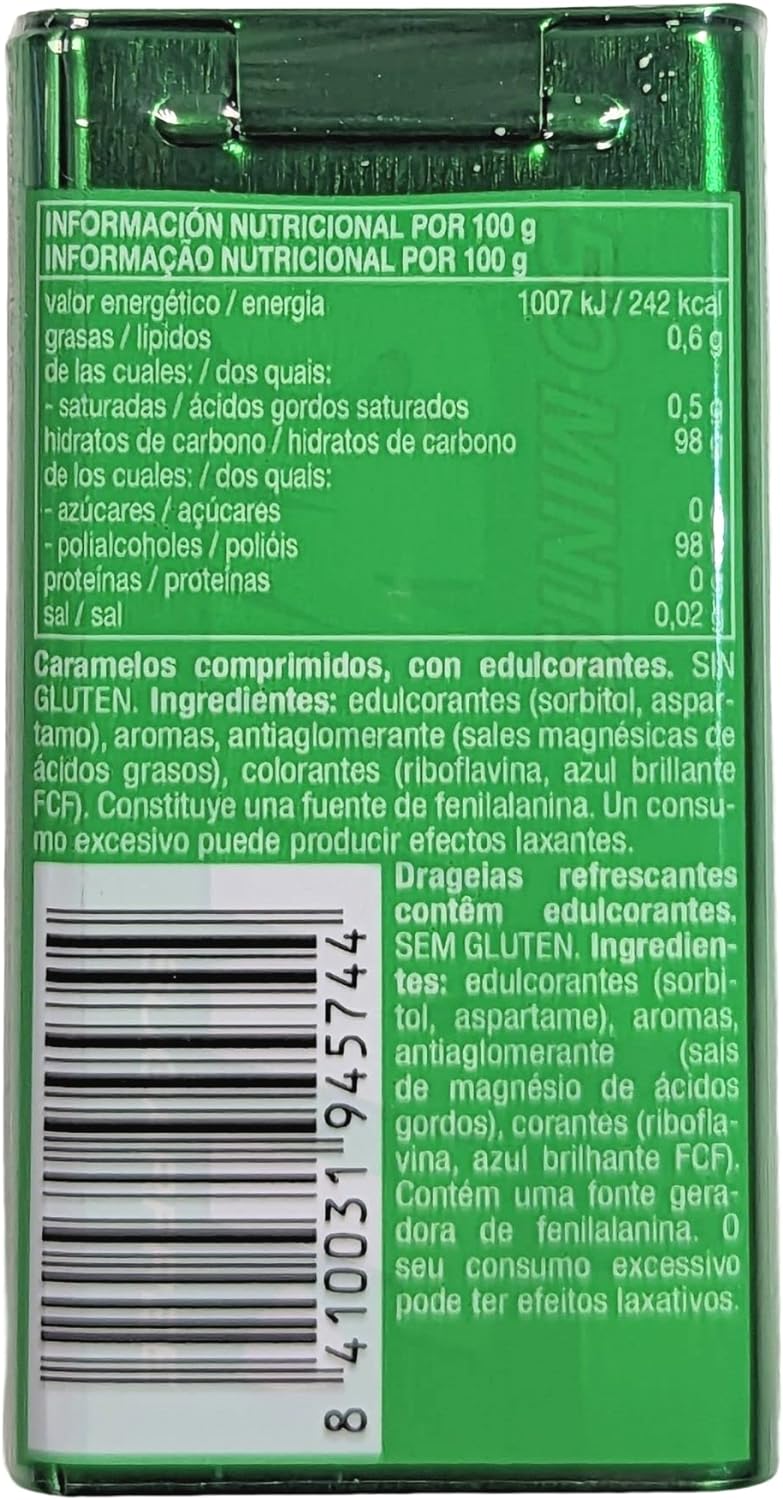 INFORMACIÓN NUTRICIONAL POR 100 g
INFORMAÇÃO NUTRICIONAL POR 100 g
valor energético / energia 1007 kJ / 242 kcal
grasas / lípidos 0,6 g
de las cuales: / dos quais:
- saturadas / ácidos gordos saturados 0,5 g
hidratos de carbono / hidratos de carbono 98 g
de los cuales: / dos quais:
- azúcares / açúcares 0 g
- polialcoholes / polióis 98 g
proteínas / proteínas 0 g
sal / sal 0,02 g
Caramelos comprimidos, con edulcorantes. SIN
GLUTEN. Ingredientes: edulcorantes (sorbitol, aspar-
tamo), aromas, antiaglomerante (sales magnésicas de
ácidos grasos), colorantes (riboflavina, azul brillante
FCF). Constituye una fuente de fenilalanina. Un consu-
mo excesivo puede producir efectos laxantes.
Drageias refrescantes
contêm edulcorantes.
SEM GLUTEN. Ingredien-
tes: edulcorantes (sorbi-
tol, aspartame), aromas,
antiaglomerante (sais
de magnésio de ácidos
gordos), corantes (ribofla-
vina, azul brilhante FCF).
Contém uma fonte gera-
dora de fenilalanina. O
seu consumo excessivo
pode ter efeitos laxativos.
8 410031 945744